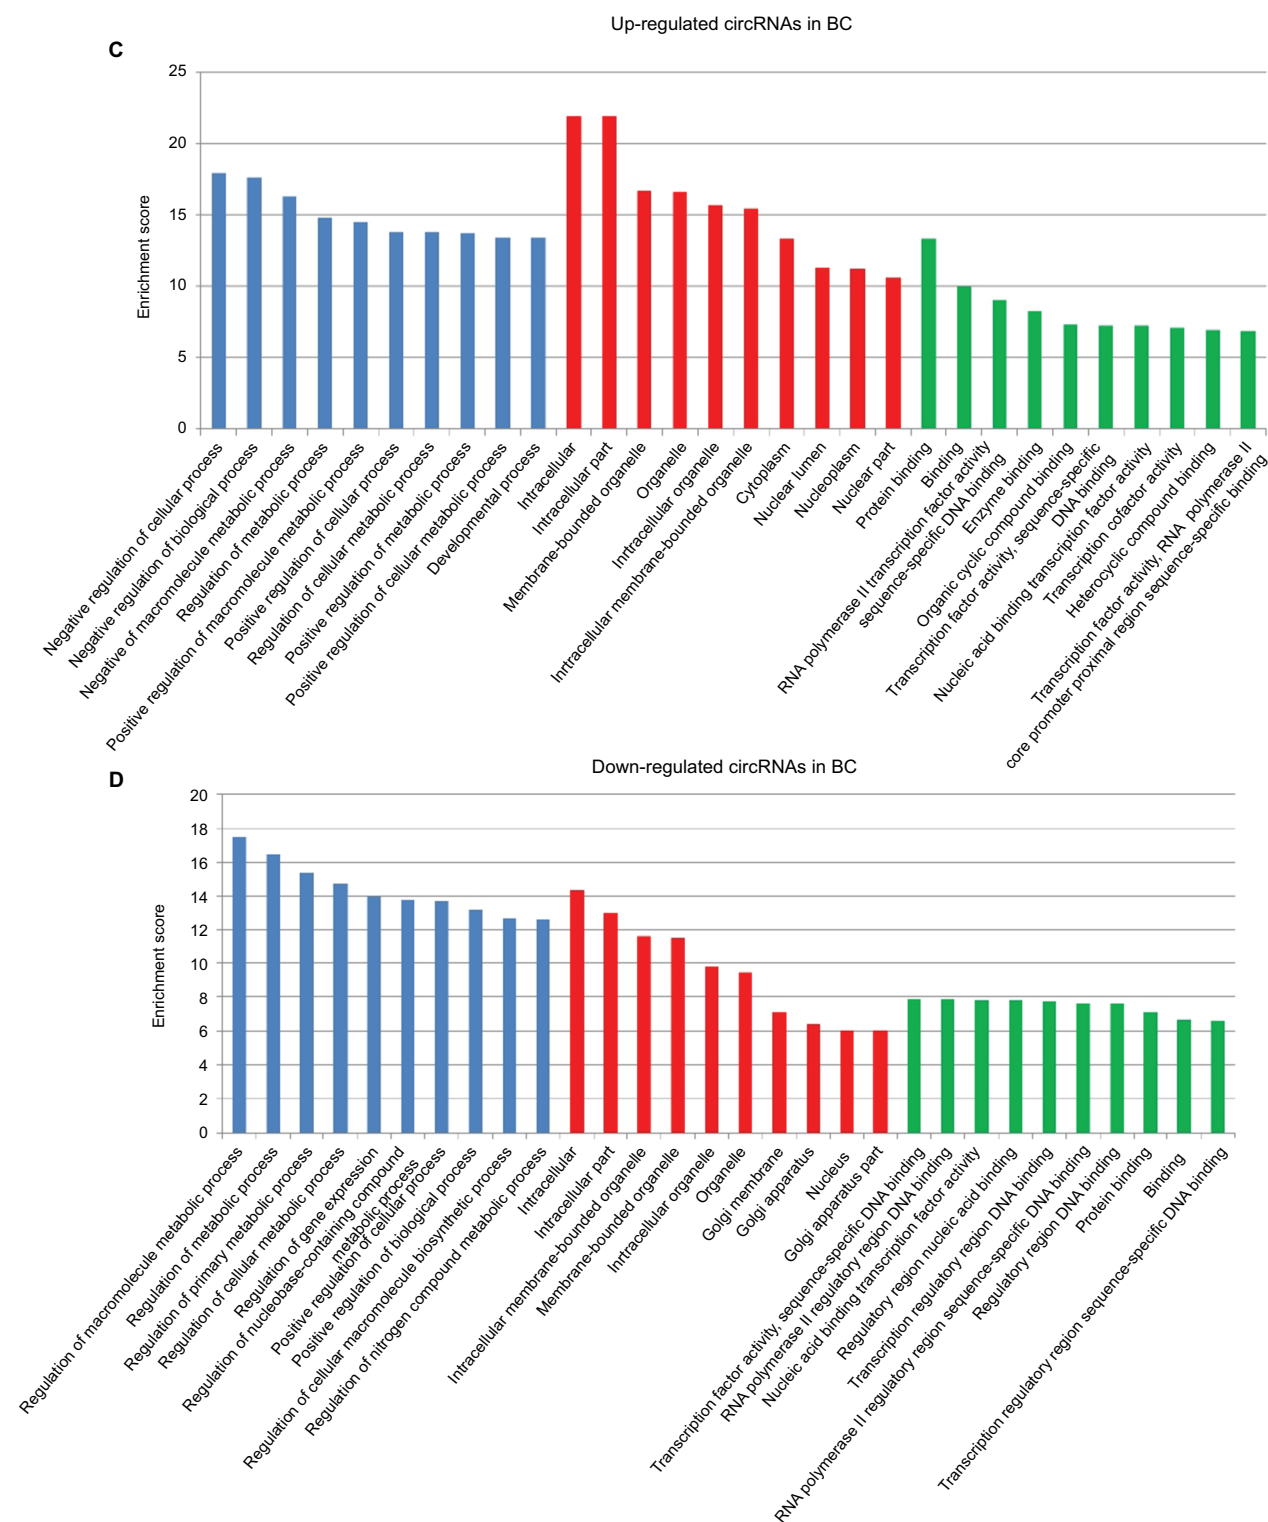 Up-regulated circRNAs in BC
C
Enrichment score
25
20
15
10
5
0
Negative regulation of cellular process
Negative regulation of biological process
Negative of macromolecule metabolic process
Regulation of metabolic process
Positive regulation of macromolecule metabolic process
Positive regulation of cellular process
Regulation of cellular metabolic process
Positive regulation of metabolic process
Positive regulation of cellular metabolic process
Developmental process
Intracellular
Intracellular part
Membrane-bounded organelle
Organelle
Inrtracellular organelle
Inrtracellular membrane-bounded organelle
Cytoplasm
Nuclear lumen
Nucleoplasm
Nuclear part
Protein binding
Binding
RNA polymerase II transcription factor activity
sequence-specific DNA binding
Enzyme binding
Organic cyclic compound binding
Transcription factor activity, sequence-specific
DNA binding
Nucleic acid binding transcription factor activity
Transcription cofactor activity
Heterocyclic compound binding
Transcription factor activity, RNA polymerase II
core promoter proximal region sequence-specific binding
Down-regulated circRNAs in BC
D
Enrichment score
20
18
16
14
12
10
8
6
4
2
0
Regulation of macromolecule metabolic process
Regulation of metabolic process
Regulation of primary metabolic process
Regulation of cellular metabolic process
Regulation of gene expression
Regulation of nucleobase-containing compound
metabolic process
Positive regulation of cellular process
Positive regulation of biological process
Regulation of cellular macromolecule biosynthetic process
Regulation of nitrogen compound metabolic process
Intracellular
Intracellular part
Intracellular membrane-bounded organelle
Membrane-bounded organelle
Inrtracellular organelle
Organelle
Golgi membrane
Golgi apparatus
Nucleus
Golgi apparatus part
Transcription factor activity, sequence-specific DNA binding
RNA polymerase II regulatory region DNA binding
Nucleic acid binding transcription factor activity
Regulatory region nucleic acid binding
Transcription regulatory region DNA binding
RNA polymerase II regulatory region sequence-specific DNA binding
Regulatory region DNA binding
Protein binding
Binding
Transcription regulatory region sequence-specific DNA binding